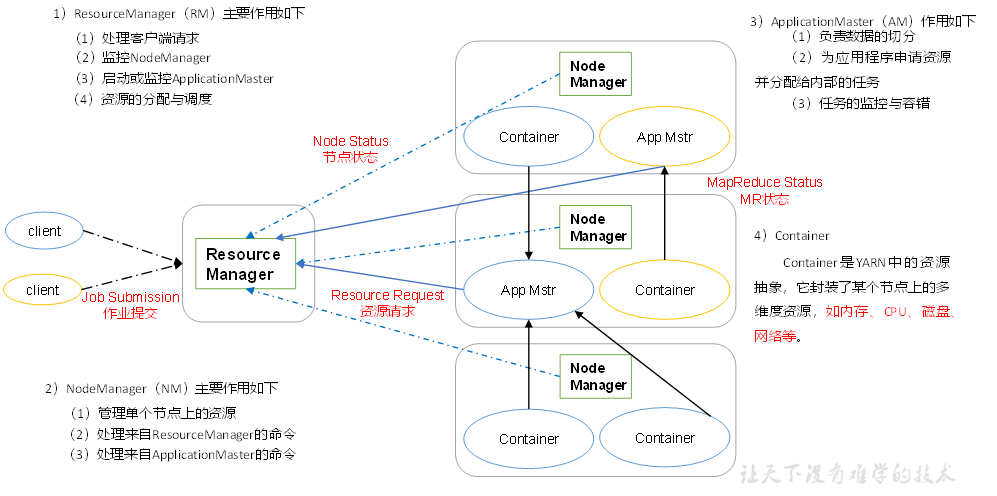 1）ResourceManager（RM）主要作用如下
（1）处理客户端请求
（2）监控NodeManager
（3）启动或监控ApplicationMaster
（4）资源的分配与调度
3）ApplicationMaster（AM）作用如下
（1）负责数据的切分
（2）为应用程序申请资源
并分配给内部的任务
（3）任务的监控与容错
Node
Manager
Container
App Mstr
Node Status
节点状态
MapReduce Status
MR状态
client
client
Job Submission
作业提交
Resource
Manager
Resource Request
资源请求
Node
Manager
App Mstr
Container
4）Container
Container是YARN中的资源
抽象，它封装了某个节点上的多
维度资源，如内存、CPU、磁盘、
网络等。
2）NodeManager（NM）主要作用如下
（1）管理单个节点上的资源
（2）处理来自ResourceManager的命令
（3）处理来自ApplicationMaster的命令
Node
Manager
Container
Container
让天下没有难学的技术